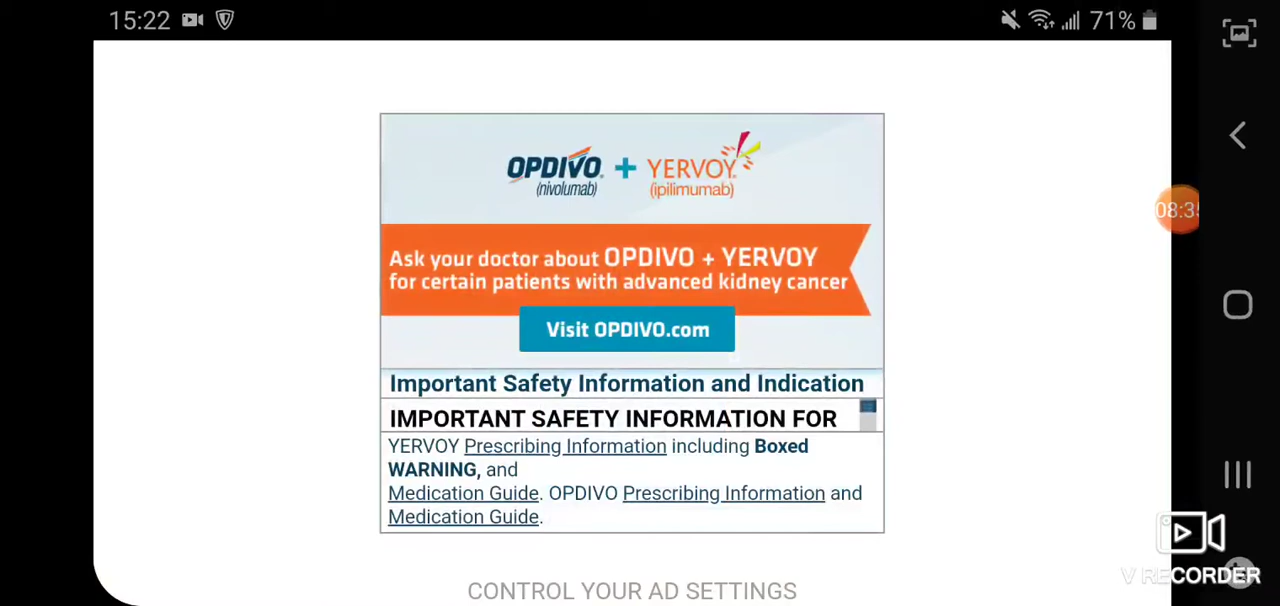 15:22
71%
08:35
OPDIVO + YERVOY
(nivolumab) (ipilimumab)
Ask your doctor about OPDIVO + YERVOY
for certain patients with advanced kidney cancer
Visit OPDIVO.com
Important Safety Information and Indication
IMPORTANT SAFETY INFORMATION FOR
YERVOY Prescribing Information including Boxed
WARNING, and
Medication Guide. OPDIVO Prescribing Information and
Medication Guide.
CONTROL YOUR AD SETTINGS
V RECORDER